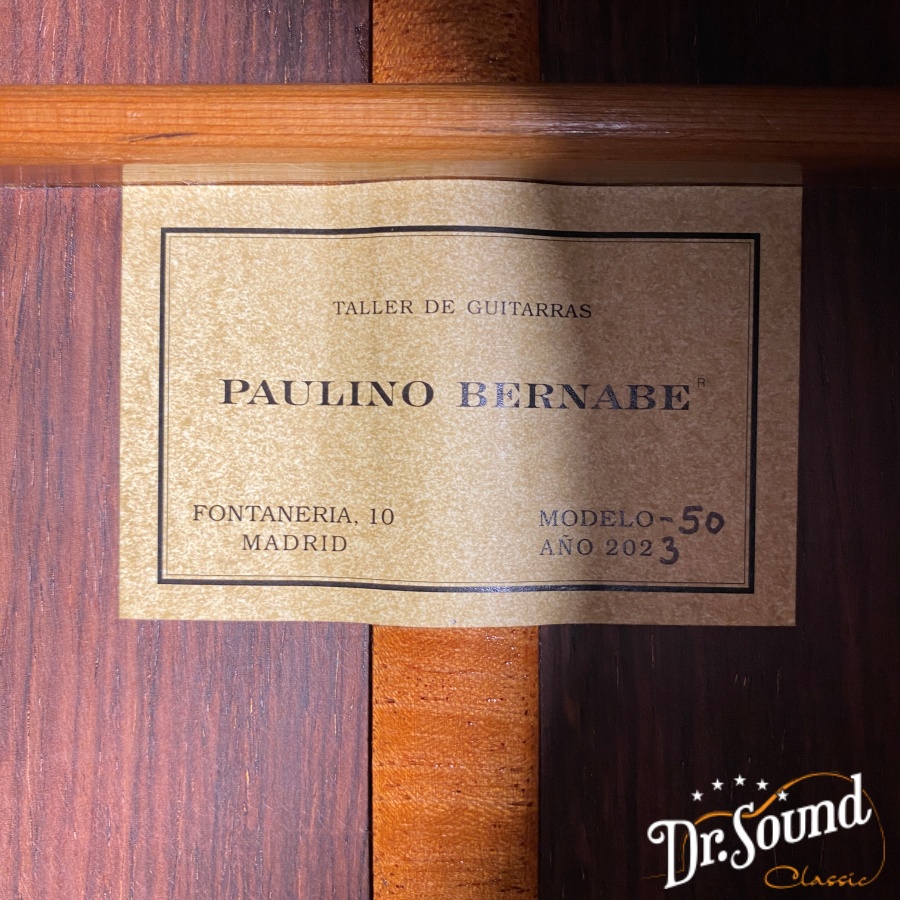 TALLER DE GUITARRAS
PAULINO BERNABE R
FONTANERIA, 10
MADRID
MODELO-50
AÑO 2023
Dr. Sound
Classic